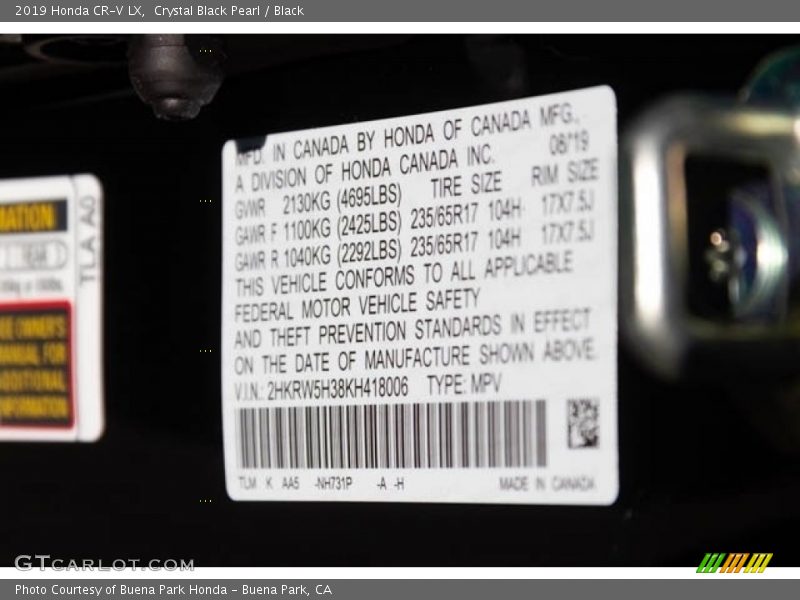 2019 Honda CR-V LX, Crystal Black Pearl / Black
MFD. IN CANADA BY HONDA OF CANADA MFG.,
A DIVISION OF HONDA CANADA INC. 08/19
GVWR 2130KG (4695LBS) TIRE SIZE RIM SIZE
GAWR F 1100KG (2425LBS) 235/65R17 104H 17X7.5J
GAWR R 1040KG (2292LBS) 235/65R17 104H 17X7.5J
THIS VEHICLE CONFORMS TO ALL APPLICABLE
FEDERAL MOTOR VEHICLE SAFETY
AND THEFT PREVENTION STANDARDS IN EFFECT
ON THE DATE OF MANUFACTURE SHOWN ABOVE.
V.I.N.: 2HKRW5H38KH418006 TYPE: MPV
TLM K AA5 -NH731P -A -H MADE IN CANADA
MATION
TLA A0
EE OWNER'S
MANUAL FOR
ADDITIONAL
INFORMATION
GTCARLOT.COM
Photo Courtesy of Buena Park Honda - Buena Park, CA